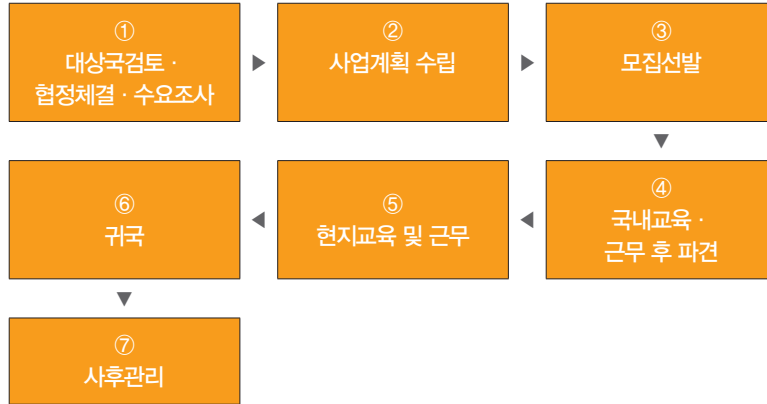 ①
대상국검토 ·
협정체결 · 수요조사
②
사업계획 수립
③
모집선발
④
국내교육 ·
근무 후 파견
⑤
현지교육 및 근무
⑥
귀국
⑦
사후관리